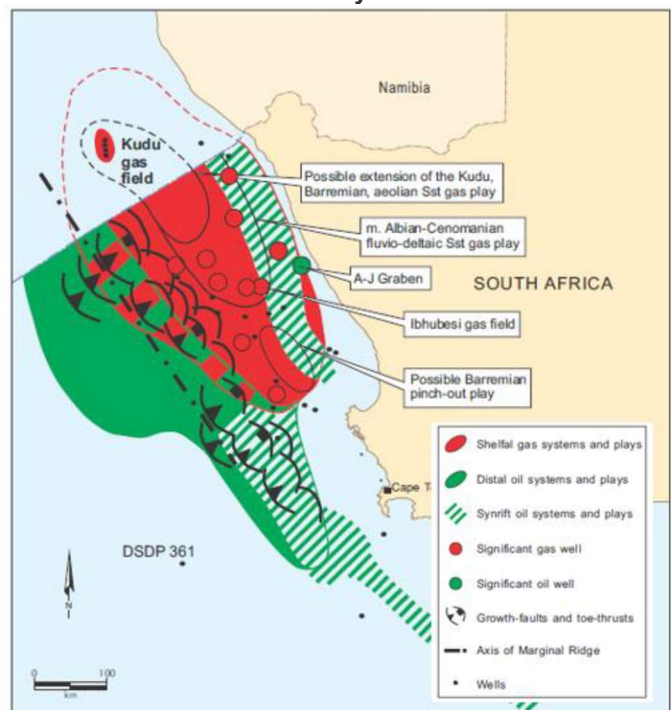 Namibia
Kudu
gas
field
Possible extension of the Kudu,
Barremian, aeolian Sst gas play
m. Albian-Cenomanian
fluvio-deltaic Sst gas play
A-J Graben
SOUTH AFRICA
Ibhubesi gas field
Possible Barremian
pinch-out play
Shelfal gas systems and plays
Distal oil systems and plays
Synrift oil systems and plays
Significant gas well
Significant oil well
Growth-faults and toe-thrusts
Axis of Marginal Ridge
Wells
Cape T
DSDP 361
N
0 100
km